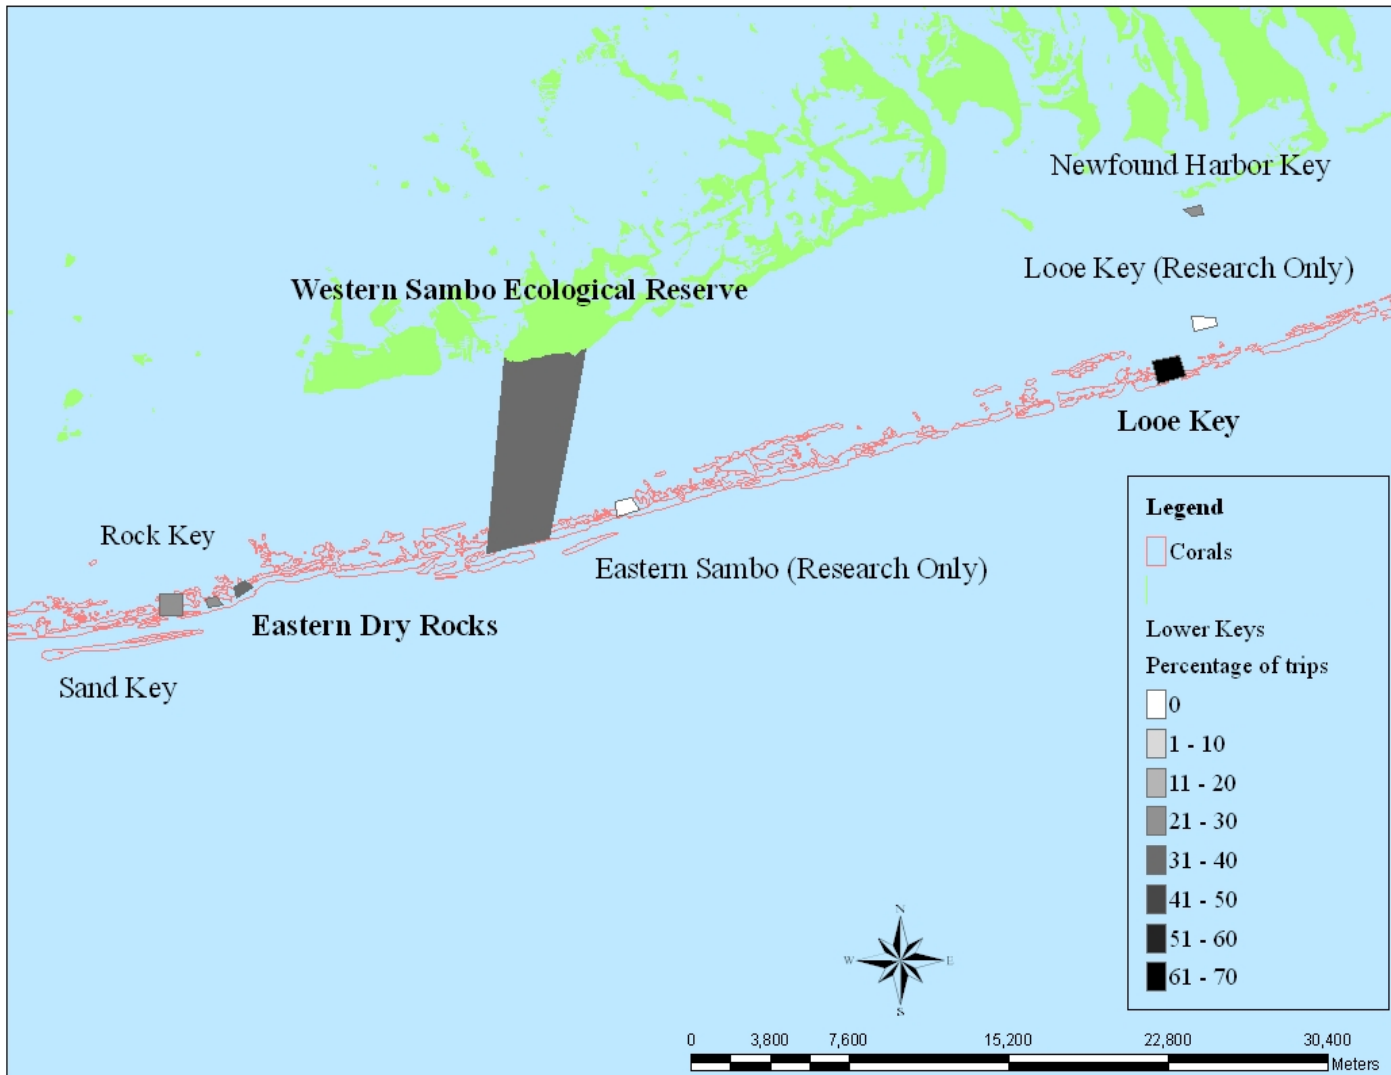 Newfound Harbor Key
Looe Key (Research Only)
Western Sambo Ecological Reserve
Looe Key
Rock Key
Eastern Sambo (Research Only)
Eastern Dry Rocks
Sand Key
Legend
Corals
Lower Keys
Percentage of trips
0
1 - 10
11 - 20
21 - 30
31 - 40
41 - 50
51 - 60
61 - 70
N
W E
S
0 3,800 7,600 15,200 22,800 30,400
Meters